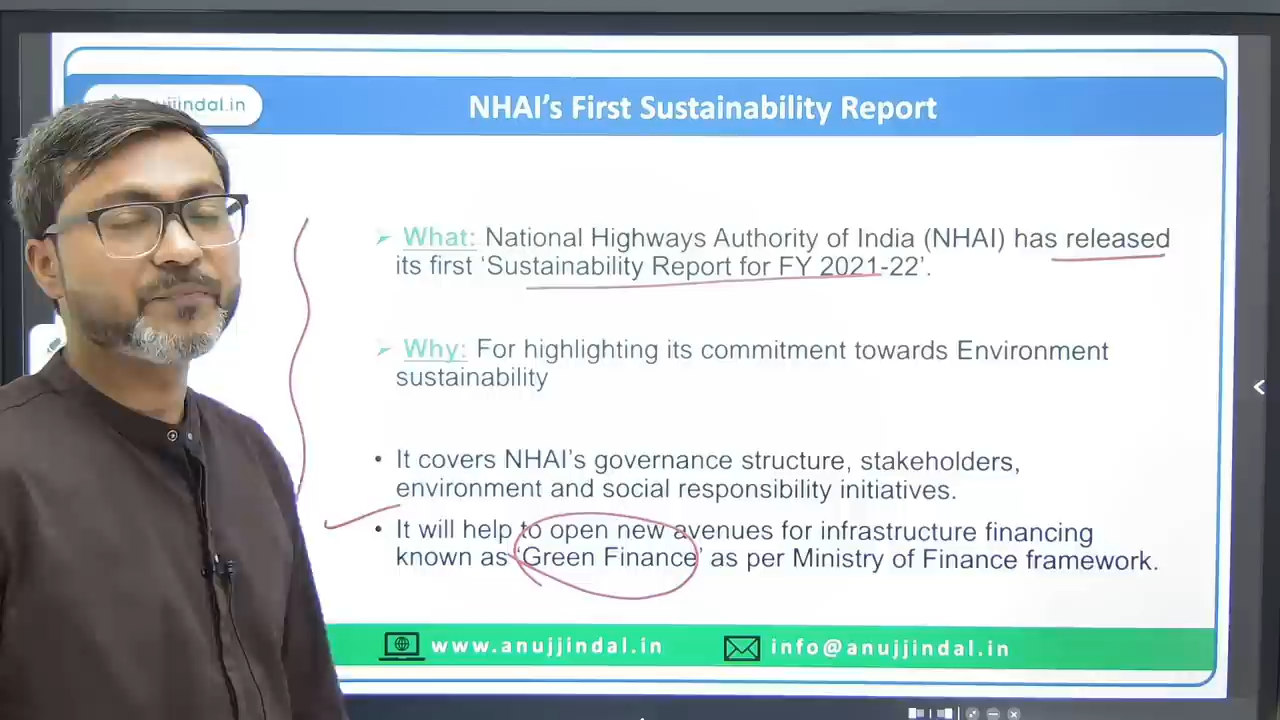 jindal.in
NHAI’s First Sustainability Report
What: National Highways Authority of India (NHAI) has released
its first ‘Sustainability Report for FY 2021-22’.
Why: For highlighting its commitment towards Environment
sustainability
It covers NHAI’s governance structure, stakeholders,
environment and social responsibility initiatives.
It will help to open new avenues for infrastructure financing
known as ‘Green Finance’ as per Ministry of Finance framework.
www.anujjindal.in
info@anujjindal.in